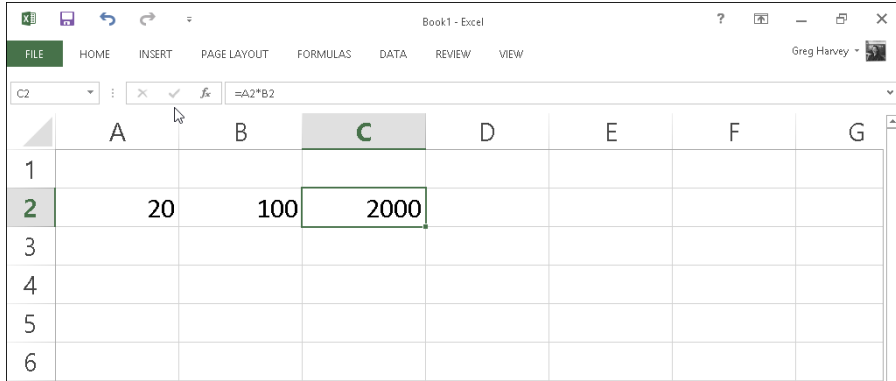 Book1 - Excel
?
FILE HOME INSERT PAGE LAYOUT FORMULAS DATA REVIEW VIEW
Greg Harvey
C2 fx =A2*B2
A B C D E F G
1
2 20 100 2000
3
4
5
6